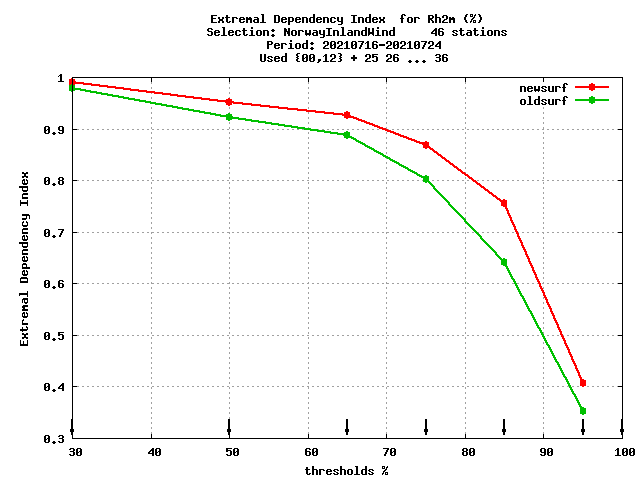 Extremal Dependency Index  for Rh2m (%)
Selection: NorwayInlandWind     46 stations
Period: 20210716-20210724
Used {00,12} + 25 26 ... 36
newsurf
oldsurf
1
0.9
0.8
0.7
0.6
0.5
0.4
0.3
Extremal Dependency Index
30 40 50 60 70 80 90 100
thresholds %